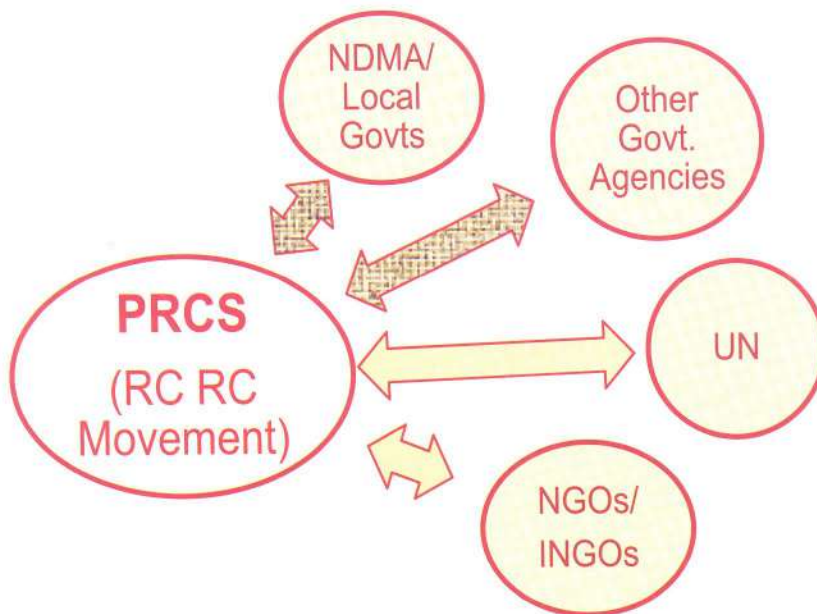 NDMA/
Local
Govts
Other
Govt.
Agencies
PRCS
(RC RC
Movement)
UN
NGOs/
INGOs